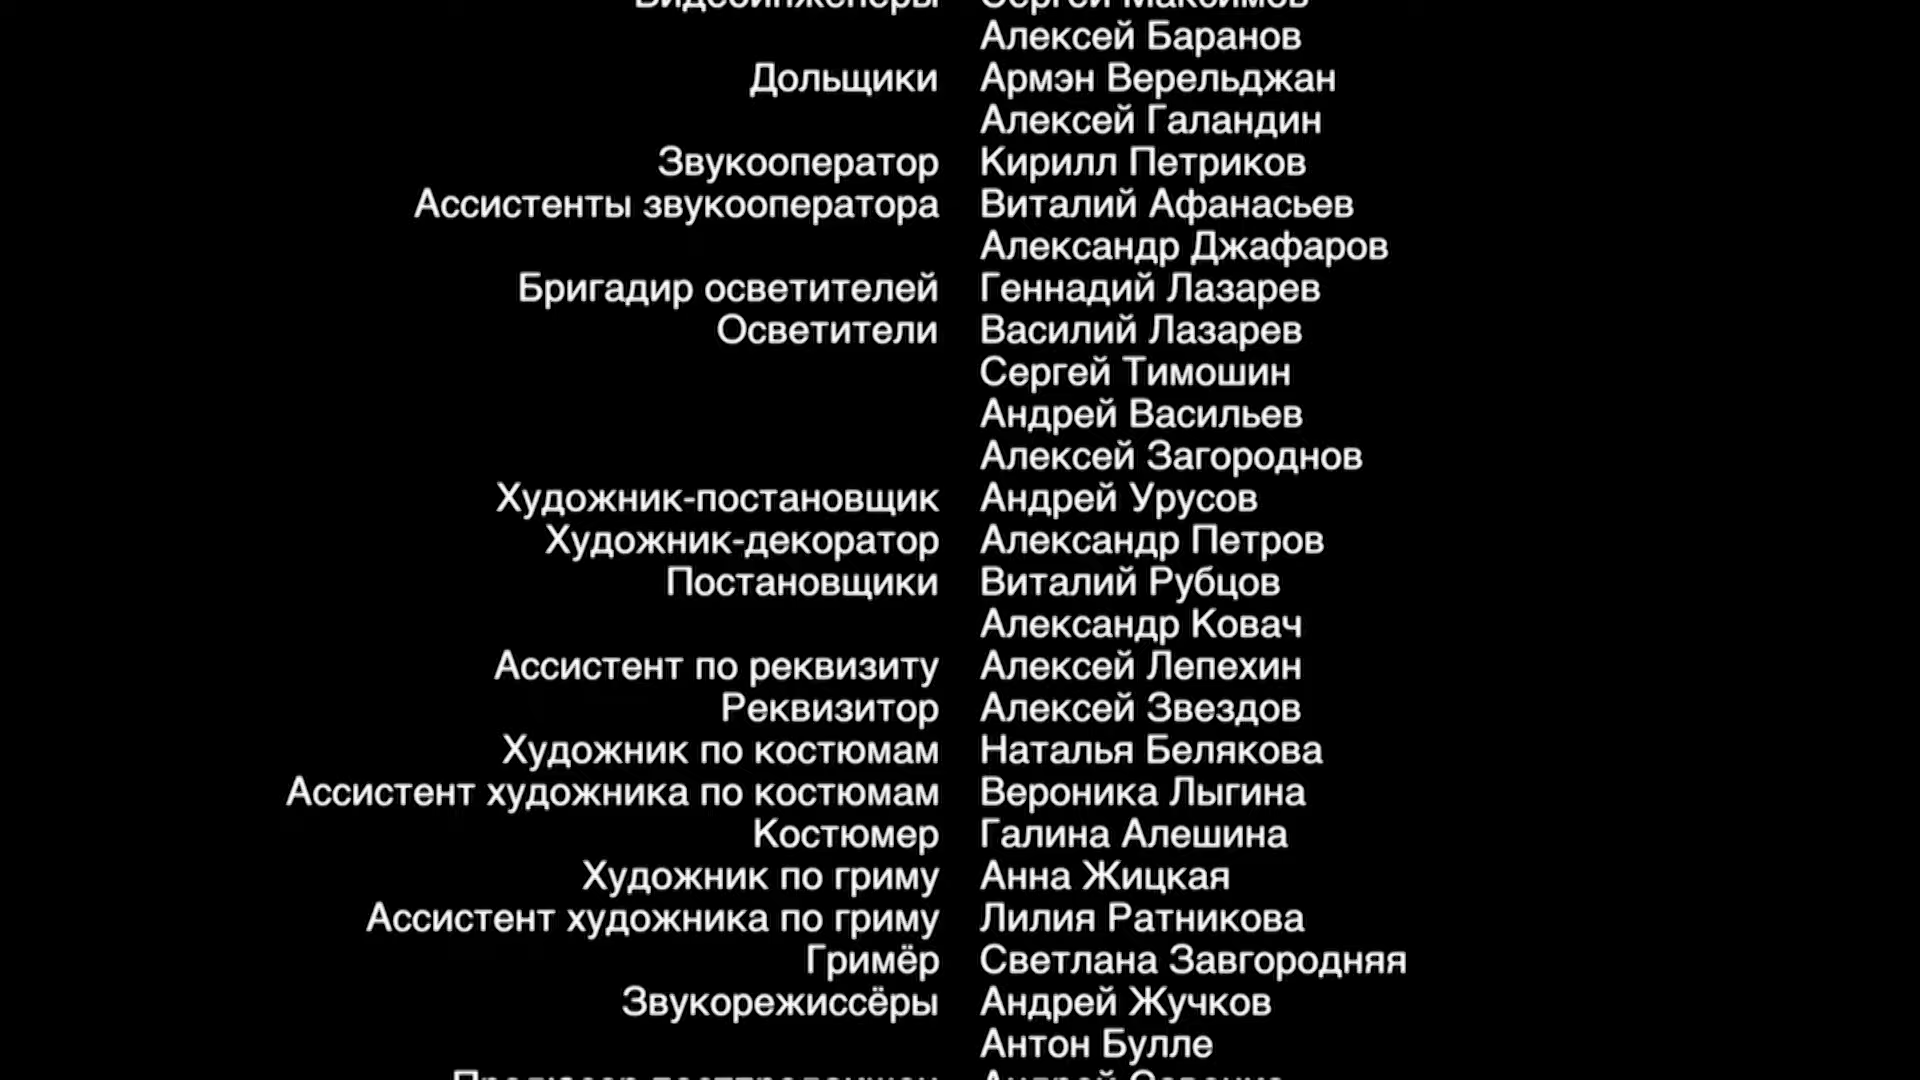 Видеоинженеры Сергей Максимов
Алексей Баранов
Дольщики Армэн Верельджан
Алексей Галандин
Звукооператор Кирилл Петриков
Ассистенты звукооператора Виталий Афанасьев
Александр Джафаров
Бригадир осветителей Геннадий Лазарев
Осветители Василий Лазарев
Сергей Тимошин
Андрей Васильев
Алексей Загороднов
Художник-постановщик Андрей Урусов
Художник-декоратор Александр Петров
Постановщики Виталий Рубцов
Александр Ковач
Ассистент по реквизиту Алексей Лепехин
Реквизитор Алексей Звездов
Художник по костюмам Наталья Белякова
Ассистент художника по костюмам Вероника Лыгина
Костюмер Галина Алешина
Художник по гриму Анна Жицкая
Ассистент художника по гриму Лилия Ратникова
Гримёр Светлана Завгородняя
Звукорежиссёры Андрей Жучков
Антон Булле
Андрей